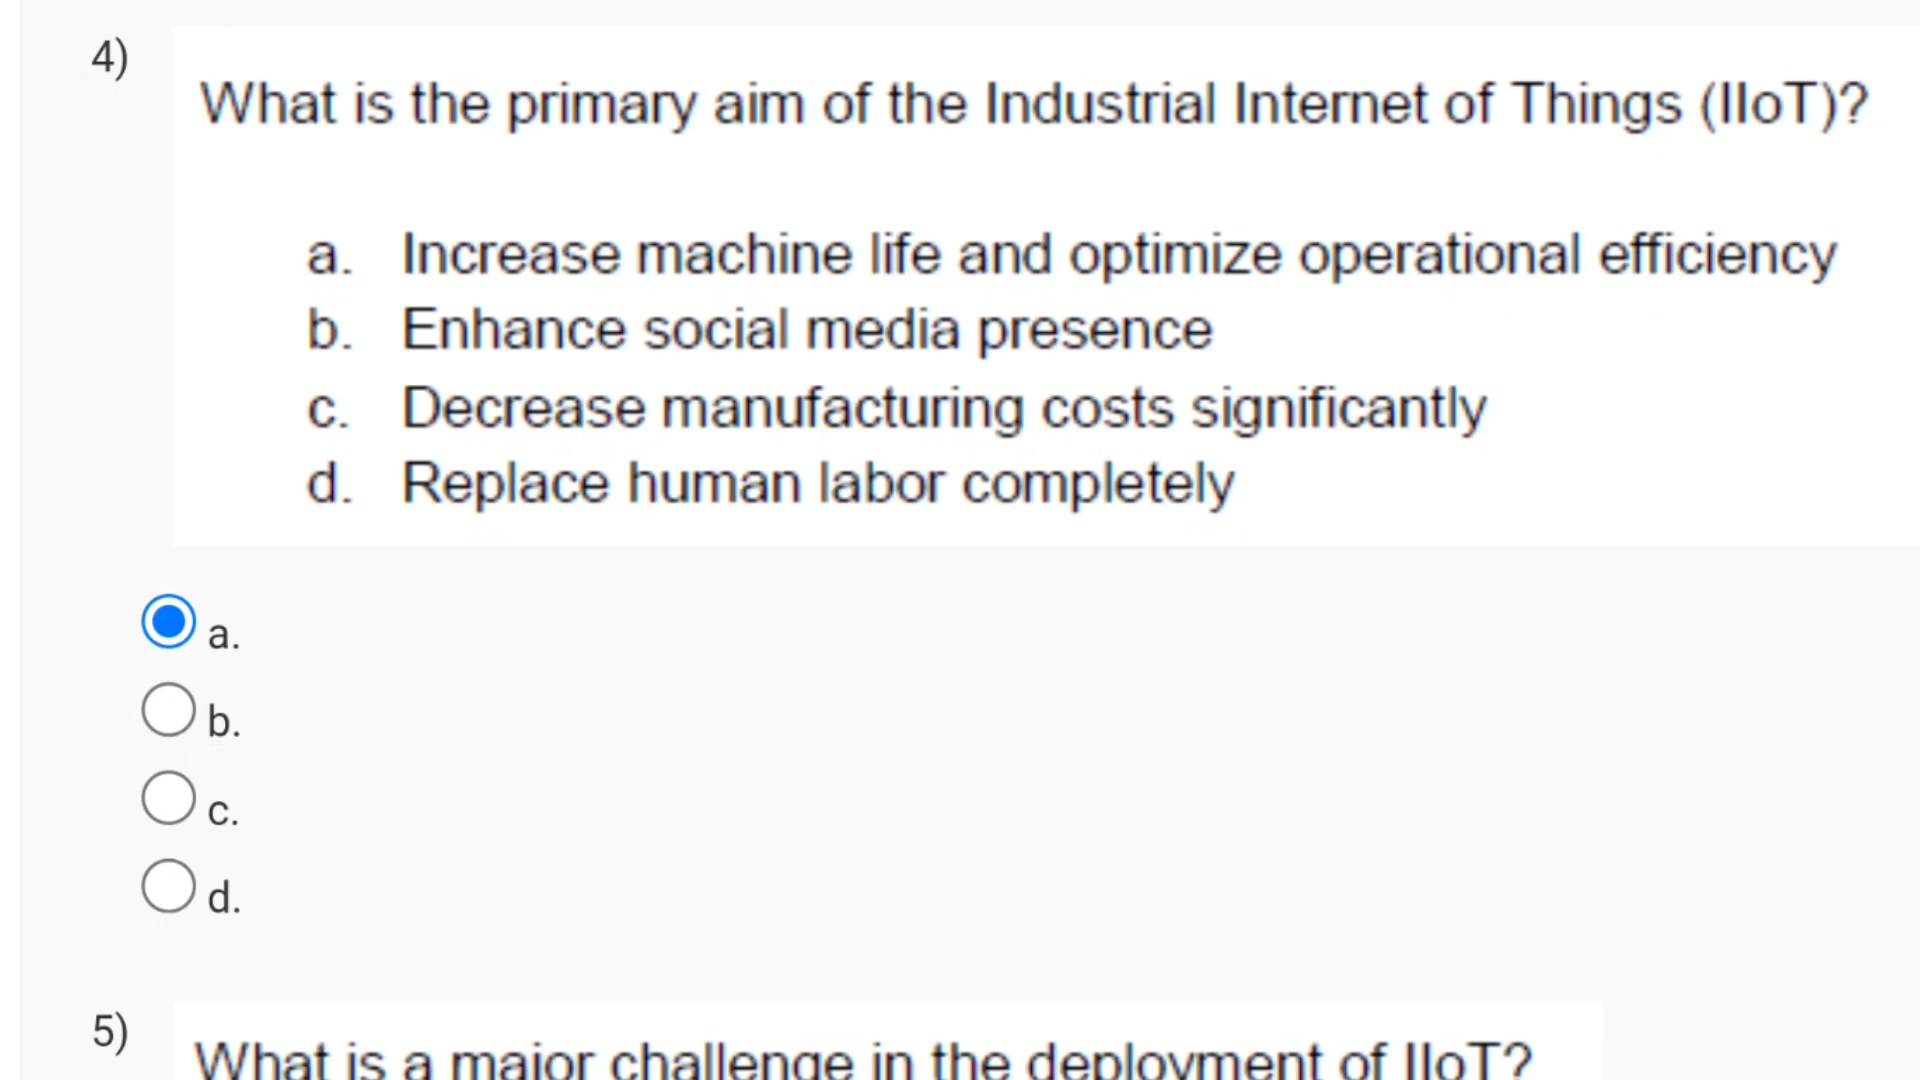 4)
What is the primary aim of the Industrial Internet of Things (IIoT)?
a. Increase machine life and optimize operational efficiency
b. Enhance social media presence
c. Decrease manufacturing costs significantly
d. Replace human labor completely
a.
b.
c.
d.
5)
What is a major challenge in the deployment of IIoT?